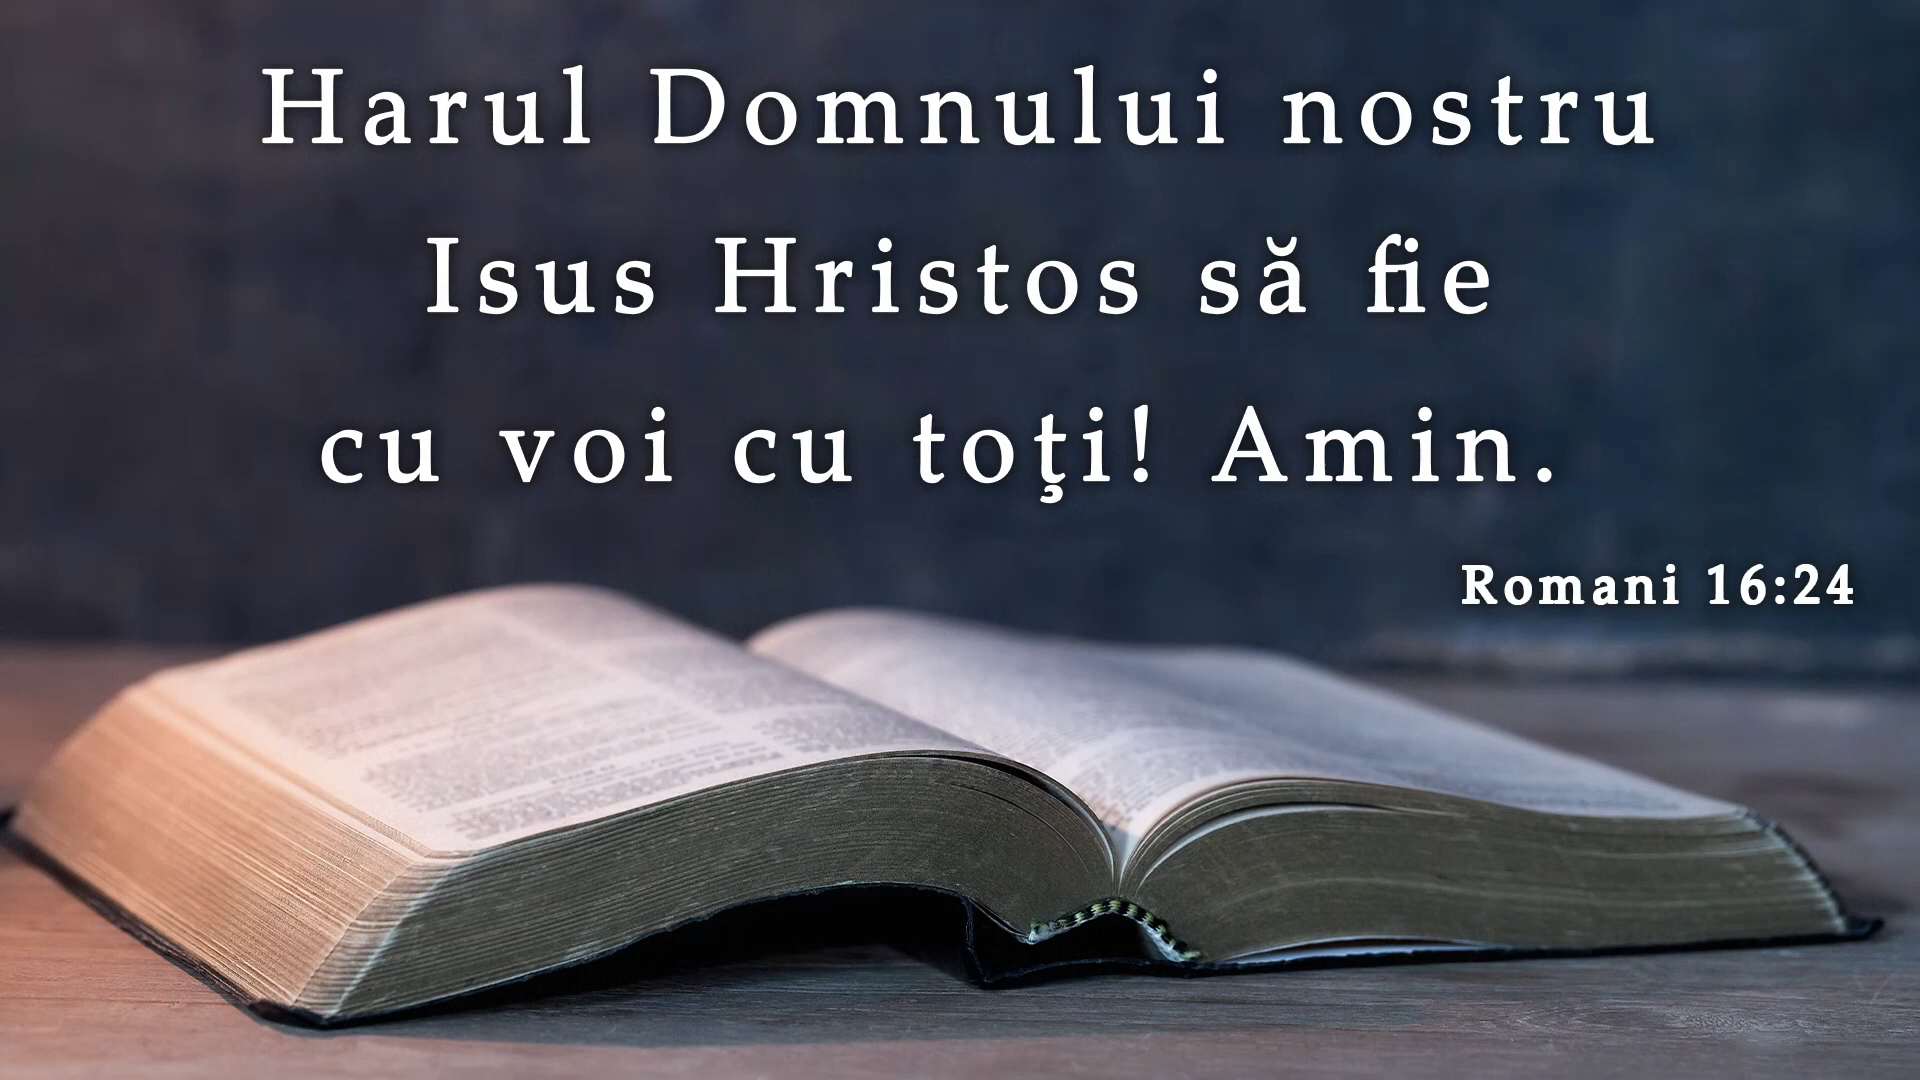 Harul Domnului nostru
Isus Hristos să fie
cu voi cu toţi! Amin.
Romani 16:24